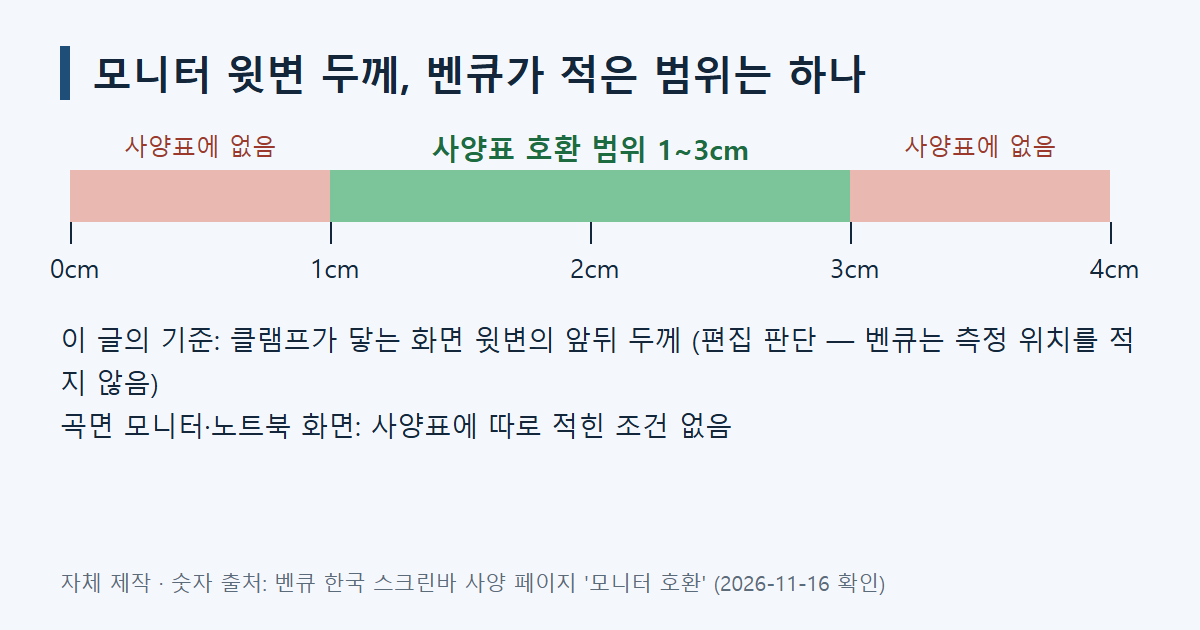 모니터 윗변 두께, 벤큐가 적은 범위는 하나
사양표에 없음 사양표 호환 범위 1~3cm 사양표에 없음
0cm 1cm 2cm 3cm 4cm
이 글의 기준: 클램프가 닿는 화면 윗변의 앞뒤 두께 (편집 판단 — 벤큐는 측정 위치를 적
지 않음)
곡면 모니터·노트북 화면: 사양표에 따로 적힌 조건 없음
자체 제작 · 숫자 출처: 벤큐 한국 스크린바 사양 페이지 '모니터 호환' (2026-11-16 확인)